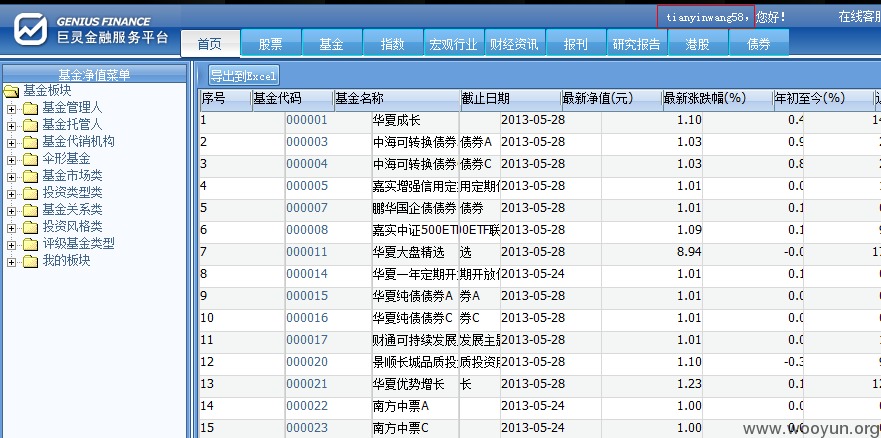 GENIUS FINANCE
巨灵金融服务平台
tianyinwang58，您好!
在线客服
首页 股票 基金 指数 宏观行业 财经资讯 报刊 研究报告 港股 债券
基金净值菜单
基金板块
基金管理人
基金托管人
基金代销机构
伞形基金
基金市场类
投资类型类
基金关系类
投资风格类
评级基金类型
我的板块
导出到Excel
序号 基金代码 基金名称 截止日期 最新净值(元) 最新涨跌幅(%) 年初至今(%)
1 000001 华夏成长 2013-05-28 1.10 0.4
2 000003 中海可转换债券 债券A 2013-05-28 1.03 0.9
3 000004 中海可转换债券 债券C 2013-05-28 1.03 0.8
4 000005 嘉实增强信用定 用定期 2013-05-28 1.01 0.0
5 000007 鹏华国企债债券 债券 2013-05-28 1.01 0.1
6 000008 嘉实中证500ET 0ETF联 2013-05-28 1.09 0.1
7 000011 华夏大盘精选 选 2013-05-28 8.94 -0.0
8 000014 华夏一年定期开 期开放 2013-05-24 1.01 0.1
9 000015 华夏纯债债券A 券A 2013-05-28 1.01 0.0
10 000016 华夏纯债债券C 券C 2013-05-28 1.01 0.0
11 000017 财通可持续发展 发展主 2013-05-28 1.01 0.0
12 000020 景顺长城品质投 质投资 2013-05-28 1.10 -0.3
13 000021 华夏优势增长 长 2013-05-28 1.23 0.1
14 000022 南方中票A 2013-05-24 1.00 0.0
15 000023 南方中票C 2013-05-24 1.00
www.wooyun.org